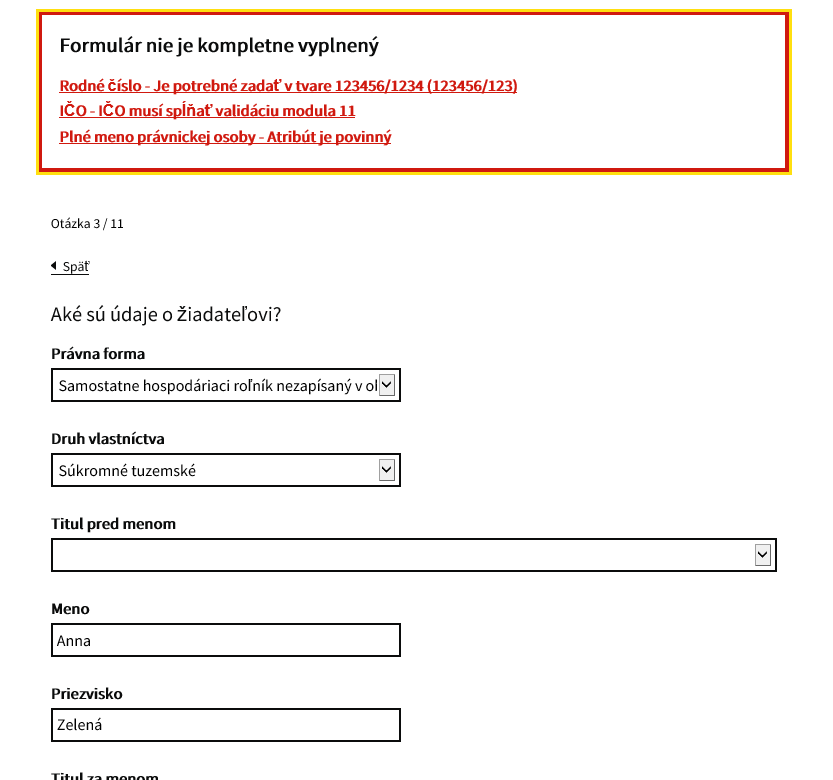 Formulár nie je kompletne vyplnený
Rodné číslo - Je potrebné zadať v tvare 123456/1234 (123456/123)
IČO - IČO musí spĺňať validáciu modula 11
Plné meno právnickej osoby - Atribút je povinný
Otázka 3 / 11
Späť
Aké sú údaje o žiadateľovi?
Právna forma
Samostatne hospodáriaci roľník nezapísaný v ol
Druh vlastníctva
Súkromné tuzemské
Titul pred menom
Meno
Anna
Priezvisko
Zelená
Titul za menom